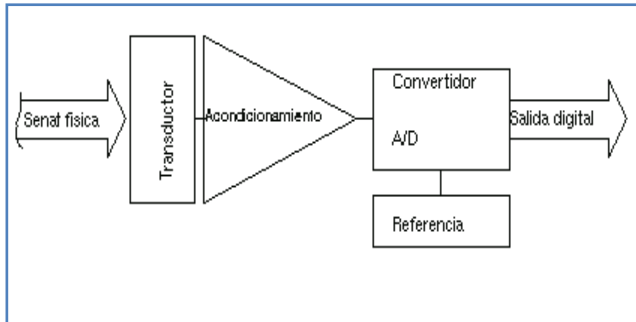 Senal física
Transductor
Acondicionamiento
Convertidor
A/D
Salida digital
Referencia